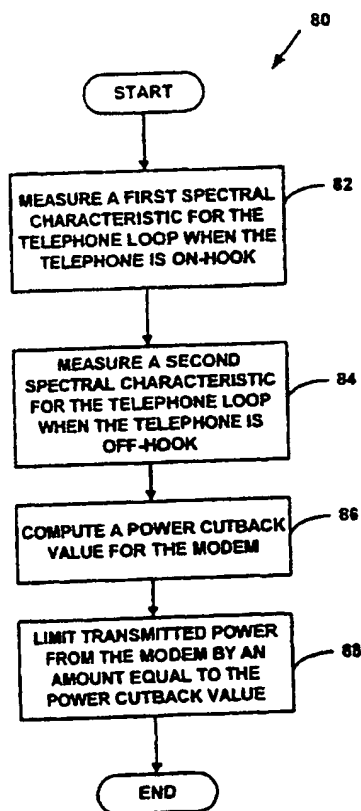 80
START
MEASURE A FIRST SPECTRAL
CHARACTERISTIC FOR THE
TELEPHONE LOOP WHEN THE
TELEPHONE IS ON-HOOK
82
MEASURE A SECOND
SPECTRAL CHARACTERISTIC
FOR THE TELEPHONE LOOP
WHEN THE TELEPHONE IS
OFF-HOOK
84
COMPUTE A POWER CUTBACK
VALUE FOR THE MODEM
86
LIMIT TRANSMITTED POWER
FROM THE MODEM BY AN
AMOUNT EQUAL TO THE
POWER CUTBACK VALUE
88
END